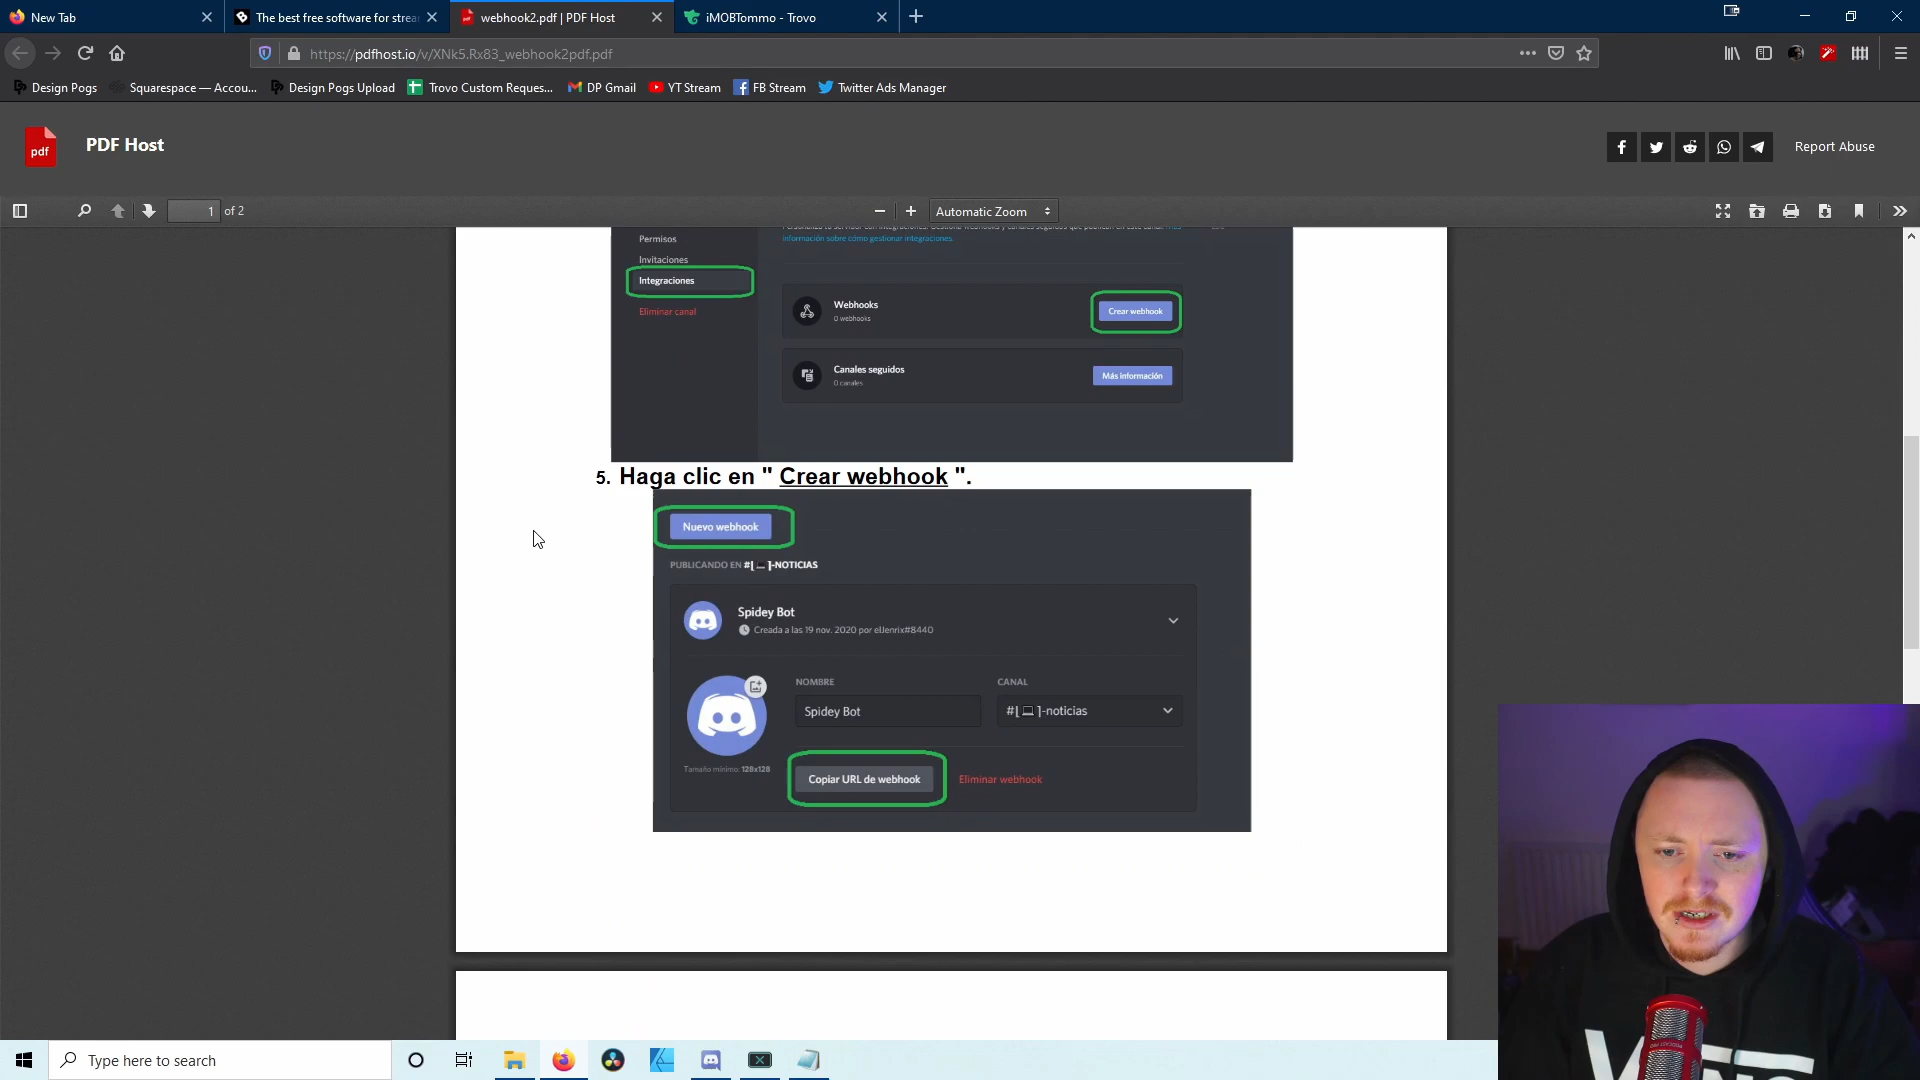 New Tab
The best free software for strea
webhook2.pdf | PDF Host
iMOBTommo - Trovo
https://pdfhost.io/v/XNk5.Rx83_webhook2pdf.pdf
Design Pogs
Squarespace — Accou...
Design Pogs Upload
Trovo Custom Reques...
DP Gmail
YT Stream
FB Stream
Twitter Ads Manager
pdf
PDF Host
Report Abuse
1 of 2
Automatic Zoom
Permisos
información sobre cómo gestionar integraciones.
Invitaciones
Integraciones
Eliminar canal
Webhooks
0 webhooks
Crear webhook
Canales seguidos
0 canales
Más información
5. Haga clic en " Crear webhook ".
Nuevo webhook
PUBLICANDO EN #[💻]-NOTICIAS
Spidey Bot
Creada a las 19 nov. 2020 por elJenrix#8440
NOMBRE
CANAL
Spidey Bot
#[💻]-noticias
Tamaño mínimo: 128x128
Copiar URL de webhook
Eliminar webhook
Type here to search